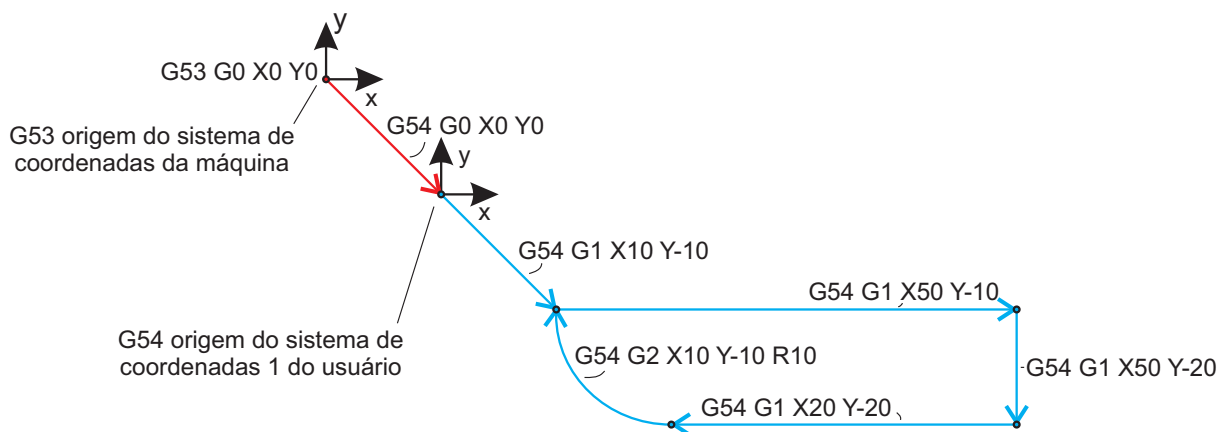 y
G53 G0 X0 Y0
x
G53 origem do sistema de
coordenadas da máquina
G54 G0 X0 Y0
y
x
G54 G1 X10 Y-10
G54 G1 X50 Y-10
G54 origem do sistema de
coordenadas 1 do usuário
G54 G2 X10 Y-10 R10
G54 G1 X50 Y-20
G54 G1 X20 Y-20